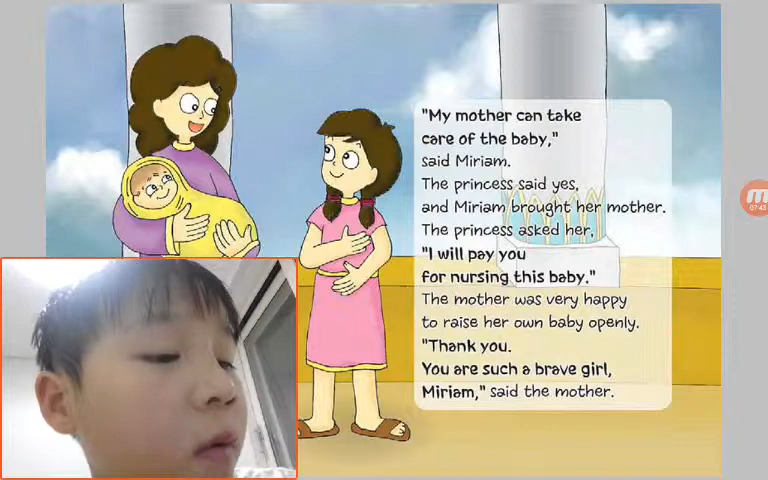 "My mother can take
care of the baby,"
said Miriam.
The princess said yes,
and Miriam brought her mother.
The princess asked her,
"I will pay you
for nursing this baby."
The mother was very happy
to raise her own baby openly.
"Thank you.
You are such a brave girl,
Miriam," said the mother.
07:43